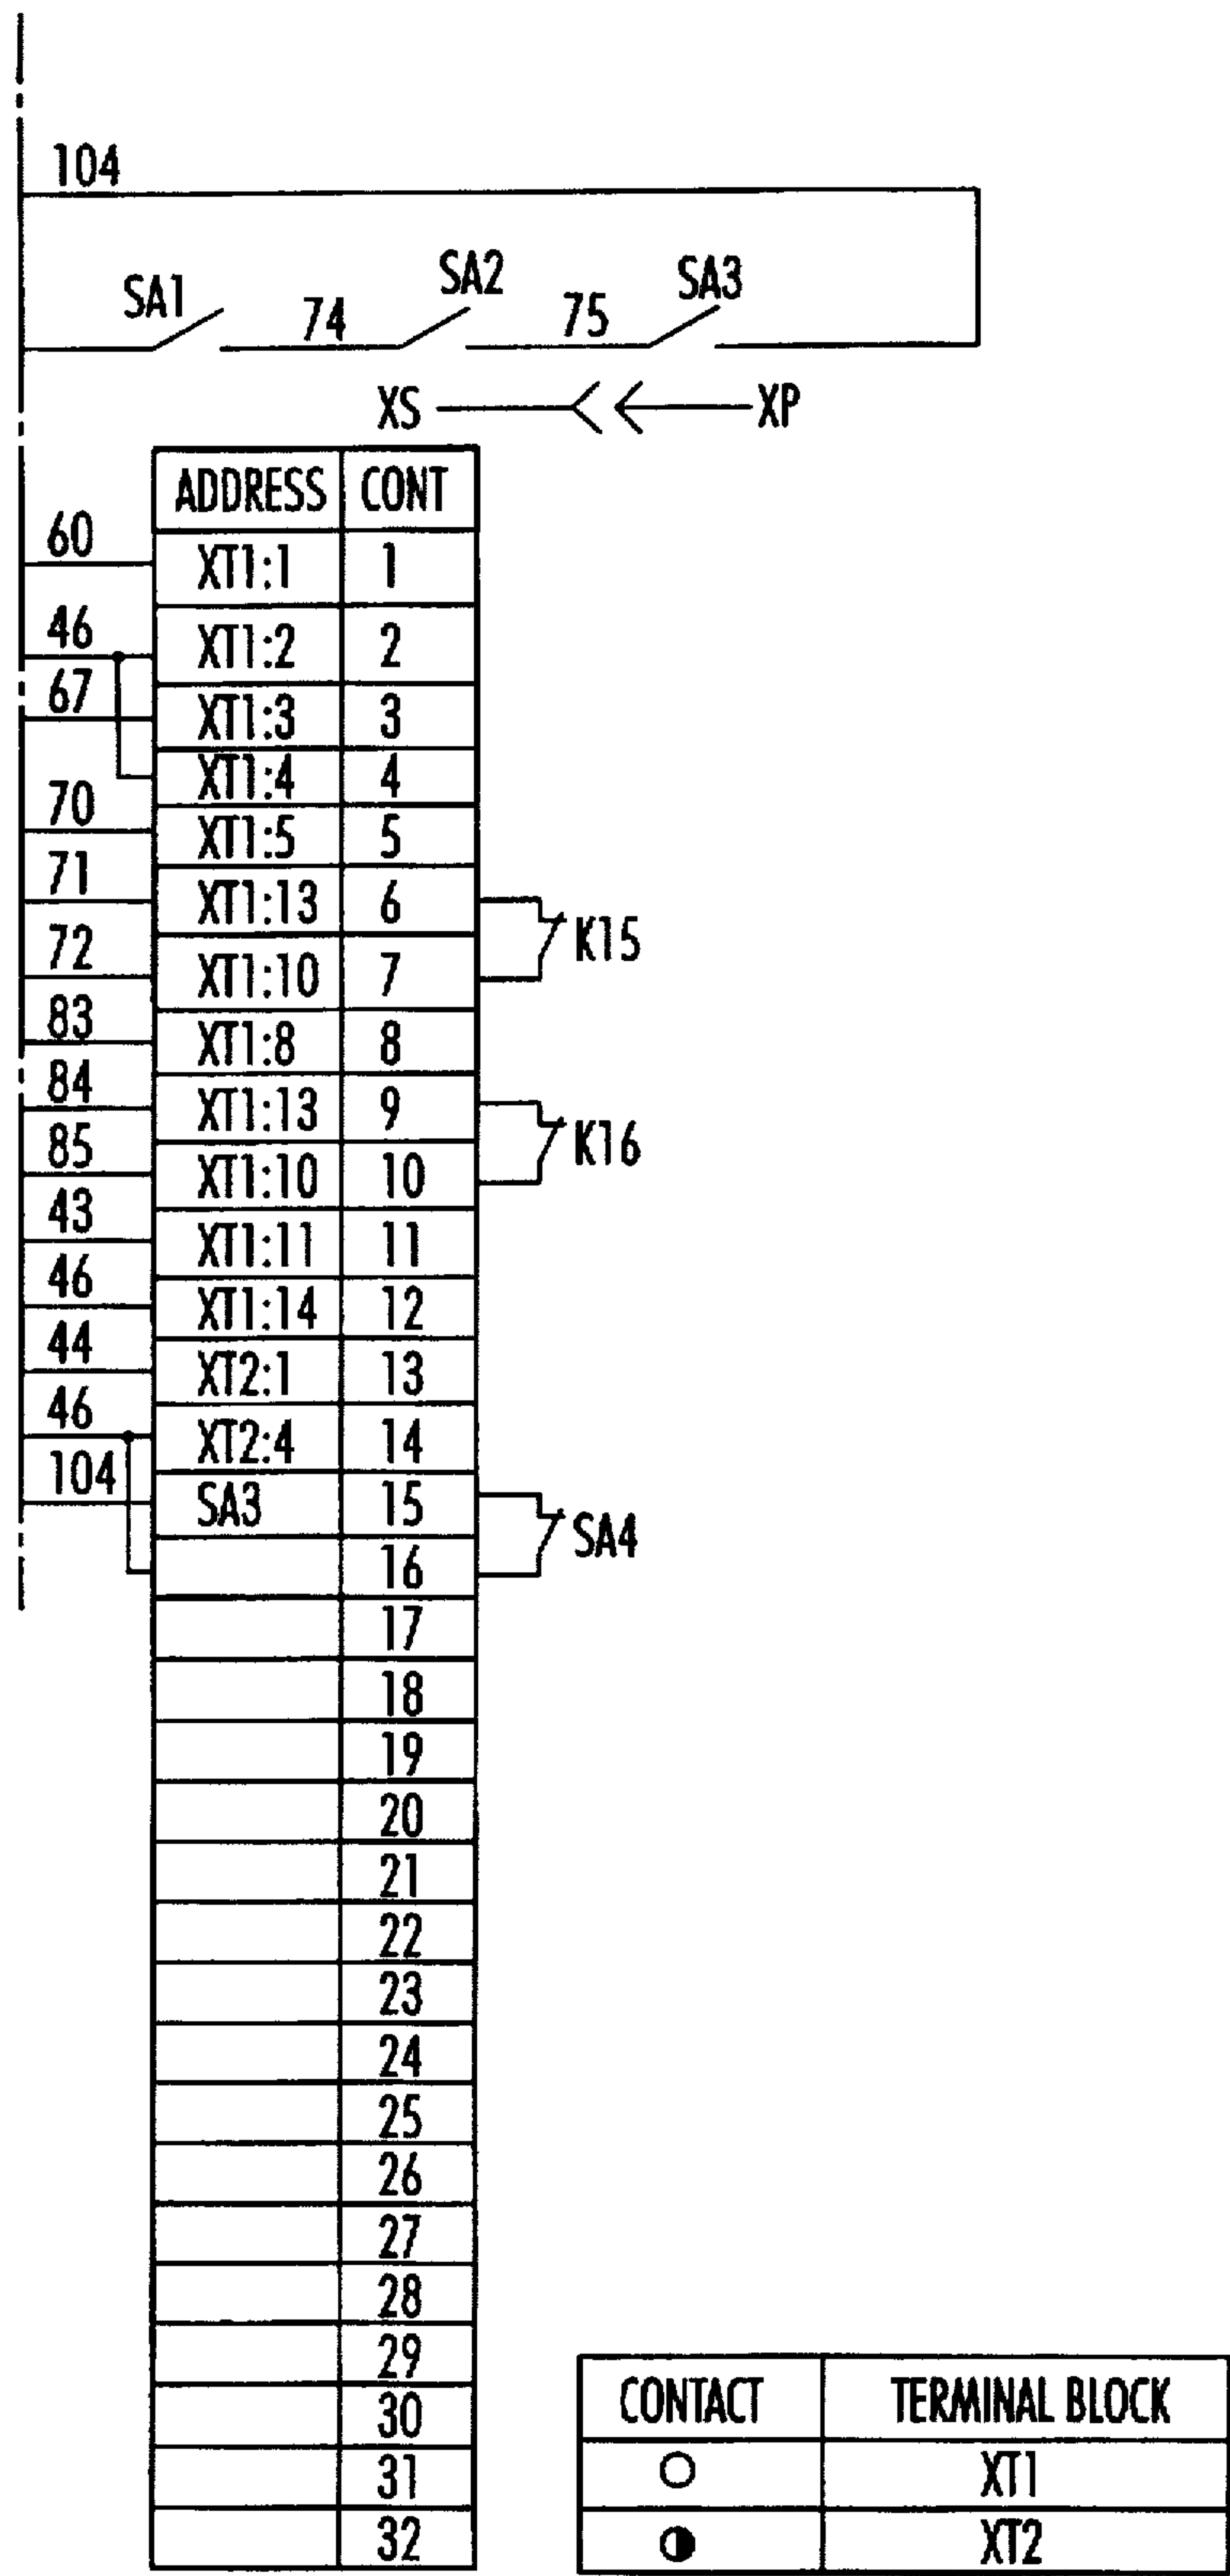 104
SA1 74 SA2 75 SA3
XS XP
ADDRESS CONT
60 XT1:1 1
46 XT1:2 2
67 XT1:3 3
XT1:4 4
70 XT1:5 5
71 XT1:13 6
K15
72 XT1:10 7
83 XT1:8 8
84 XT1:13 9
K16
85 XT1:10 10
43 XT1:11 11
46 XT1:14 12
44 XT2:1 13
46 XT2:4 14
104 SA3 15
SA4
16
17
18
19
20
21
22
23
24
25
26
27
28
29
30
31
32
CONTACT TERMINAL BLOCK
XT1
XT2